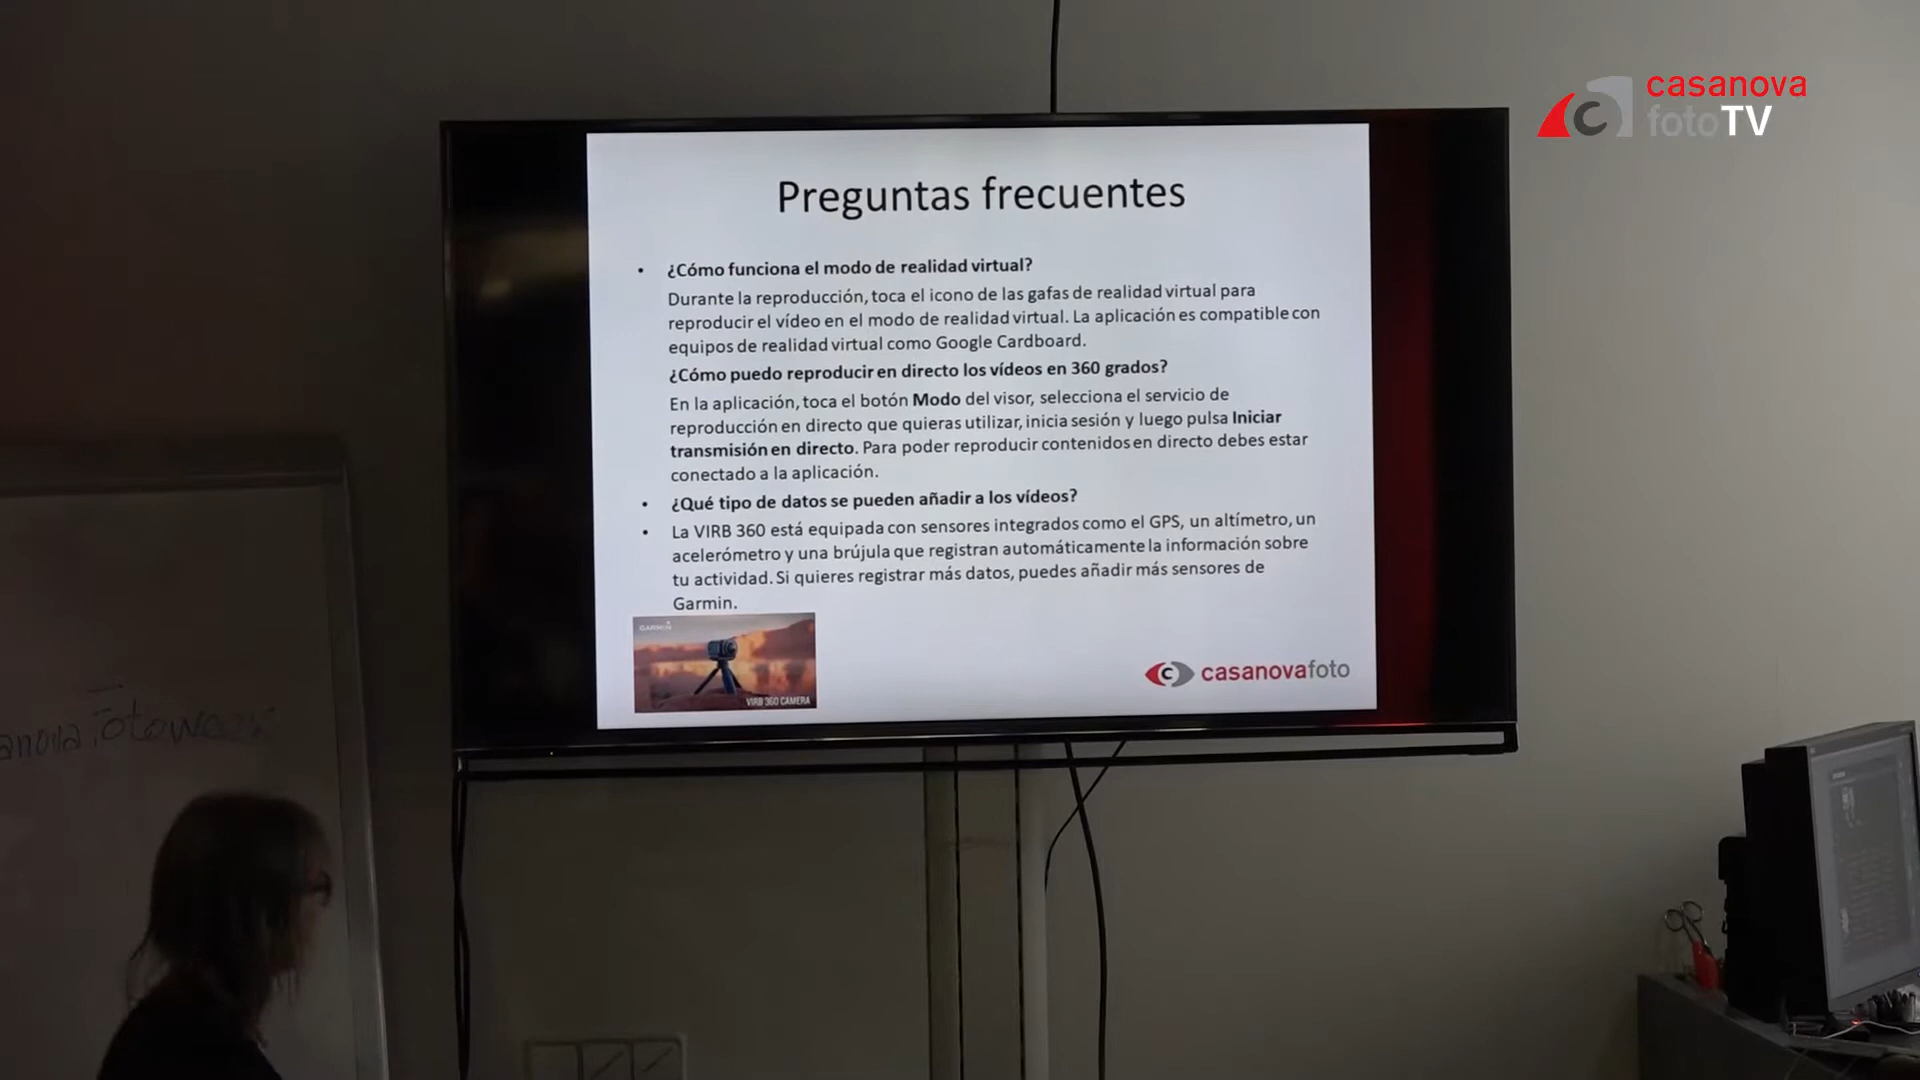 casanova
fotoTV
Preguntas frecuentes
• ¿Cómo funciona el modo de realidad virtual?
Durante la reproducción, toca el icono de las gafas de realidad virtual para
reproducir el vídeo en el modo de realidad virtual. La aplicación es compatible con
equipos de realidad virtual como Google Cardboard.
¿Cómo puedo reproducir en directo los vídeos en 360 grados?
En la aplicación, toca el botón Modo del visor, selecciona el servicio de
reproducción en directo que quieras utilizar, inicia sesión y luego pulsa Iniciar
transmisión en directo. Para poder reproducir contenidos en directo debes estar
conectado a la aplicación.
• ¿Qué tipo de datos se pueden añadir a los vídeos?
• La VIRB 360 está equipada con sensores integrados como el GPS, un altímetro, un
acelerómetro y una brújula que registran automáticamente la información sobre
tu actividad. Si quieres registrar más datos, puedes añadir más sensores de
Garmin.
GARMIN
VIRB 360 CAMERA
casanovafoto